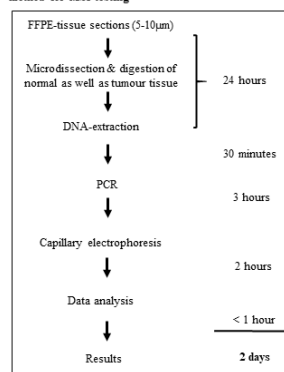 FFPE-tissue sections (5-10µm)
Microdissection & digestion of
normal as well as tumour tissue
24 hours
DNA-extraction
30 minutes
PCR
3 hours
Capillary electrophoresis
2 hours
Data analysis
< 1 hour
Results
2 days